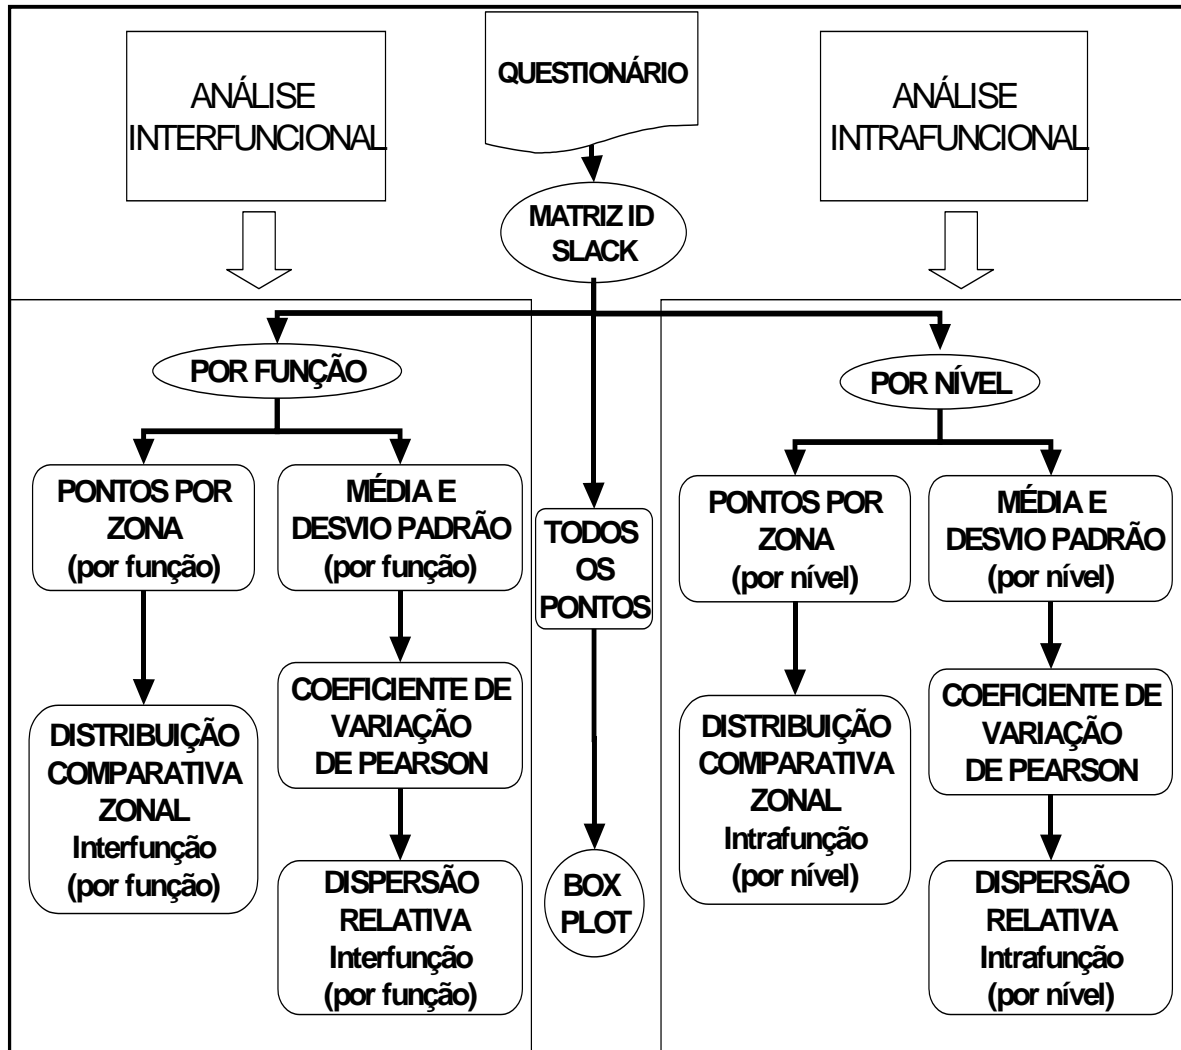 ANÁLISE
INTERFUNCIONAL
QUESTIONÁRIO
ANÁLISE
INTRAFUNCIONAL
MATRIZ ID
SLACK
POR FUNÇÃO
POR NÍVEL
PONTOS POR
ZONA
(por função)
MÉDIA E
DESVIO PADRÃO
(por função)
TODOS
OS
PONTOS
PONTOS POR
ZONA
(por nível)
MÉDIA E
DESVIO PADRÃO
(por nível)
DISTRIBUIÇÃO
COMPARATIVA
ZONAL
Interfunção
(por função)
COEFICIENTE DE
VARIAÇÃO
DE PEARSON
DISTRIBUIÇÃO
COMPARATIVA
ZONAL
Intrafunção
(por nível)
COEFICIENTE DE
VARIAÇÃO
DE PEARSON
DISPERSÃO
RELATIVA
Interfunção
(por função)
BOX
PLOT
DISPERSÃO
RELATIVA
Intrafunção
(por nível)